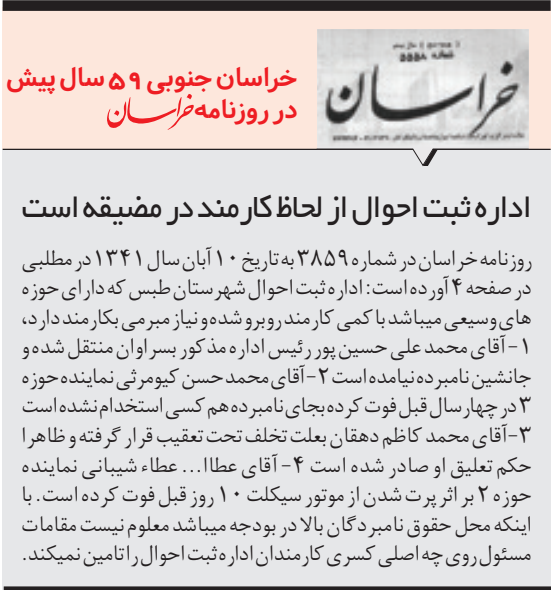 خراسان جنوبی ۵۹ سال پیش
در روزنامه خراسان
خراسان
اداره ثبت احوال از لحاظ کارمند در مضیقه است
روزنامه خراسان در شماره ۳۸۵۹ به تاریخ ۱۰ آبان سال ۱۳۴۱ در مطلبی
در صفحه ۴ آورده است: اداره ثبت احوال شهرستان طبس که دارای حوزه
های وسیعی میباشد با کمی کارمند روبرو شده و نیاز مبرمی بکارمند دارد،
۱- آقای محمد علی حسین پور رئیس اداره مذکور بسراوان منتقل شده و
جانشین نامبرده نیامده است ۲- آقای محمد حسن کیومرثی نماینده حوزه
۳ در چهار سال قبل فوت کرده بجای نامبرده هم کسی استخدام نشده است
۳- آقای محمد کاظم دهقان بعلت تخلف تحت تعقیب قرار گرفته و ظاهرا
حکم تعلیق او صادر شده است ۴- آقای عطاا... عطاء شیبانی نماینده
حوزه ۲ بر اثر پرت شدن از موتور سیکلت ۱۰ روز قبل فوت کرده است. با
اینکه محل حقوق نامبردگان بالا در بودجه میباشد معلوم نیست مقامات
مسئول روی چه اصلی کسری کارمندان اداره ثبت احوال را تامین نمیکند.